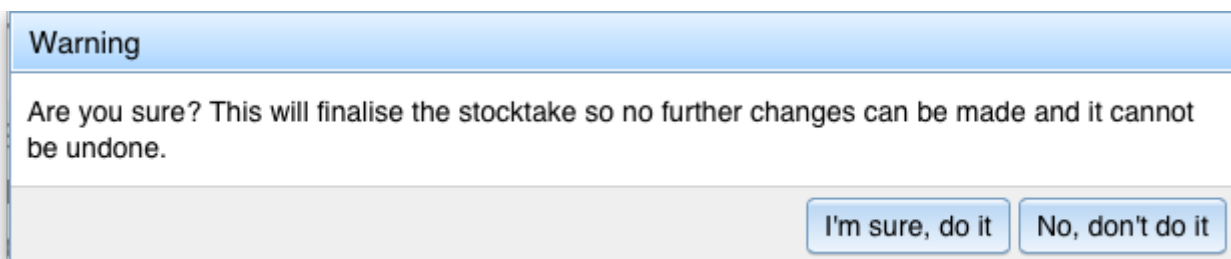 Warning
Are you sure? This will finalise the stocktake so no further changes can be made and it cannot
be undone.
I'm sure, do it No, don't do it